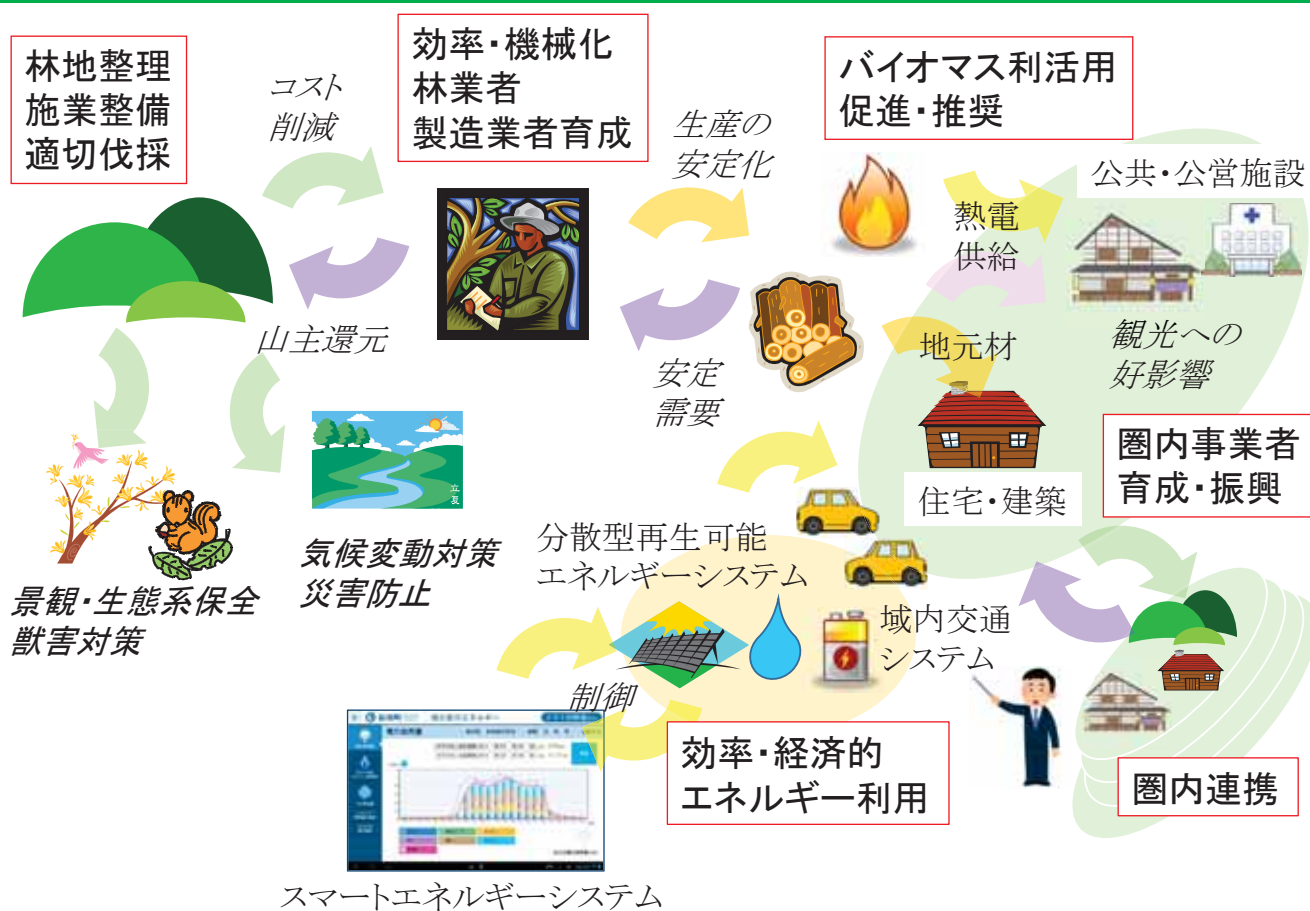 林地整理
施業整備
適切伐採
コスト
削減
効率・機械化
林業者
製造業者育成
生産の
安定化
バイオマス利活用
促進・推奨
公共・公営施設
熱電
供給
山主還元
安定
需要
地元材
観光への
好影響
圏内事業者
育成・振興
住宅・建築
立夏
景観・生態系保全
獣害対策
気候変動対策
災害防止
分散型再生可能
エネルギーシステム
域内交通
システム
制御
効率・経済的
エネルギー利用
圏内連携
スマートエネルギーシステム